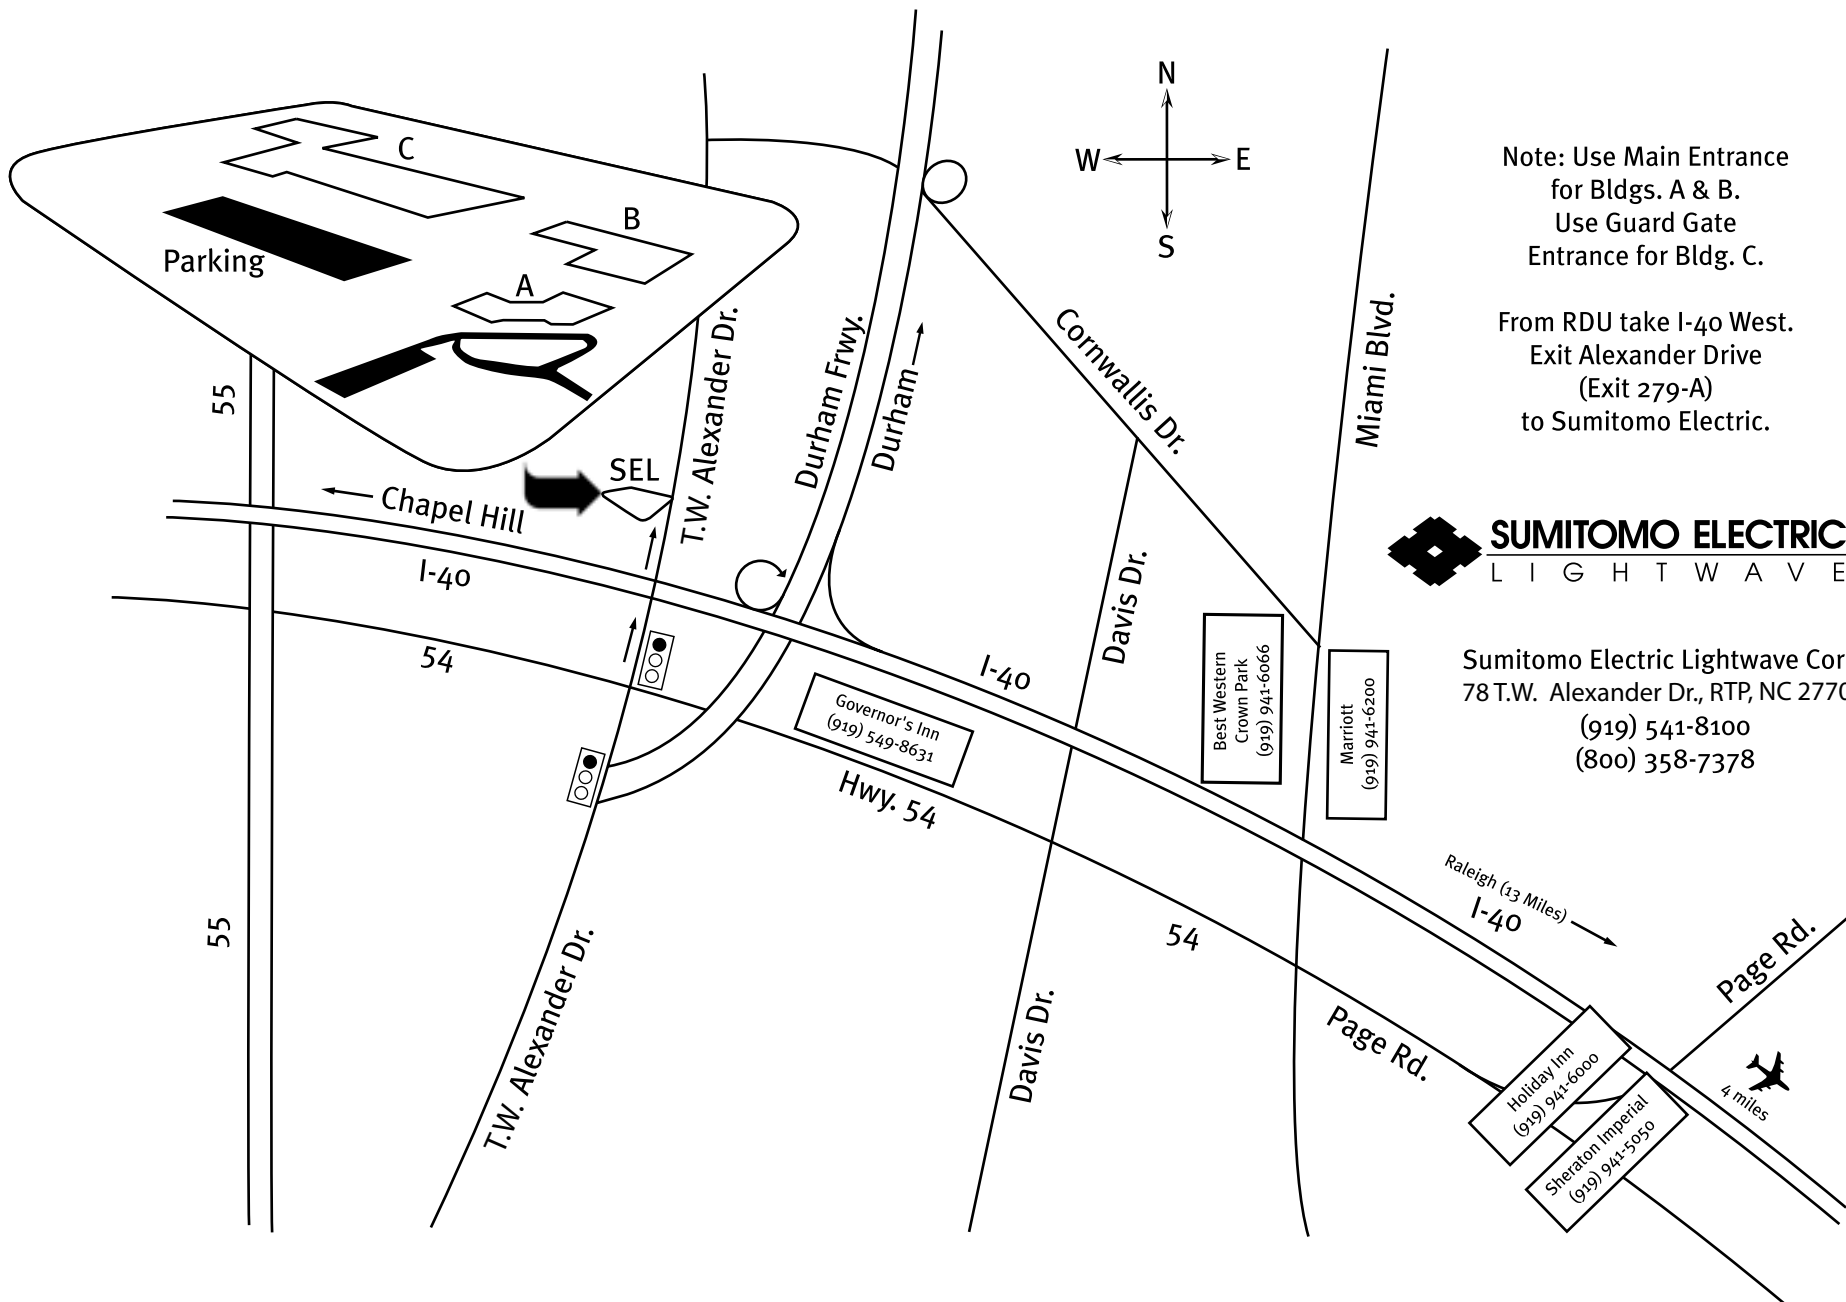 N
W
E
S
C
B
A
Parking
SEL
55
55
Chapel Hill
I-40
54
T.W. Alexander Dr.
Durham Frwy.
Durham
Cornwallis Dr.
Miami Blvd.
Davis Dr.
I-40
Governor's Inn
(919) 549-8631
Hwy. 54
Best Western
Crown Park
(919) 941-6066
Marriott
(919) 941-6200
T.W. Alexander Dr.
Davis Dr.
54
Page Rd.
Raleigh (13 Miles)
I-40
Page Rd.
Holiday Inn
(919) 941-6000
Sheraton Imperial
(919) 941-5050
4 miles
Note: Use Main Entrance
for Bldgs. A & B.
Use Guard Gate
Entrance for Bldg. C.
From RDU take I-40 West.
Exit Alexander Drive
(Exit 279-A)
to Sumitomo Electric.
SUMITOMO ELECTRIC
LIGHTWAVE
Sumitomo Electric Lightwave Cor
78 T.W. Alexander Dr., RTP, NC 2770
(919) 541-8100
(800) 358-7378